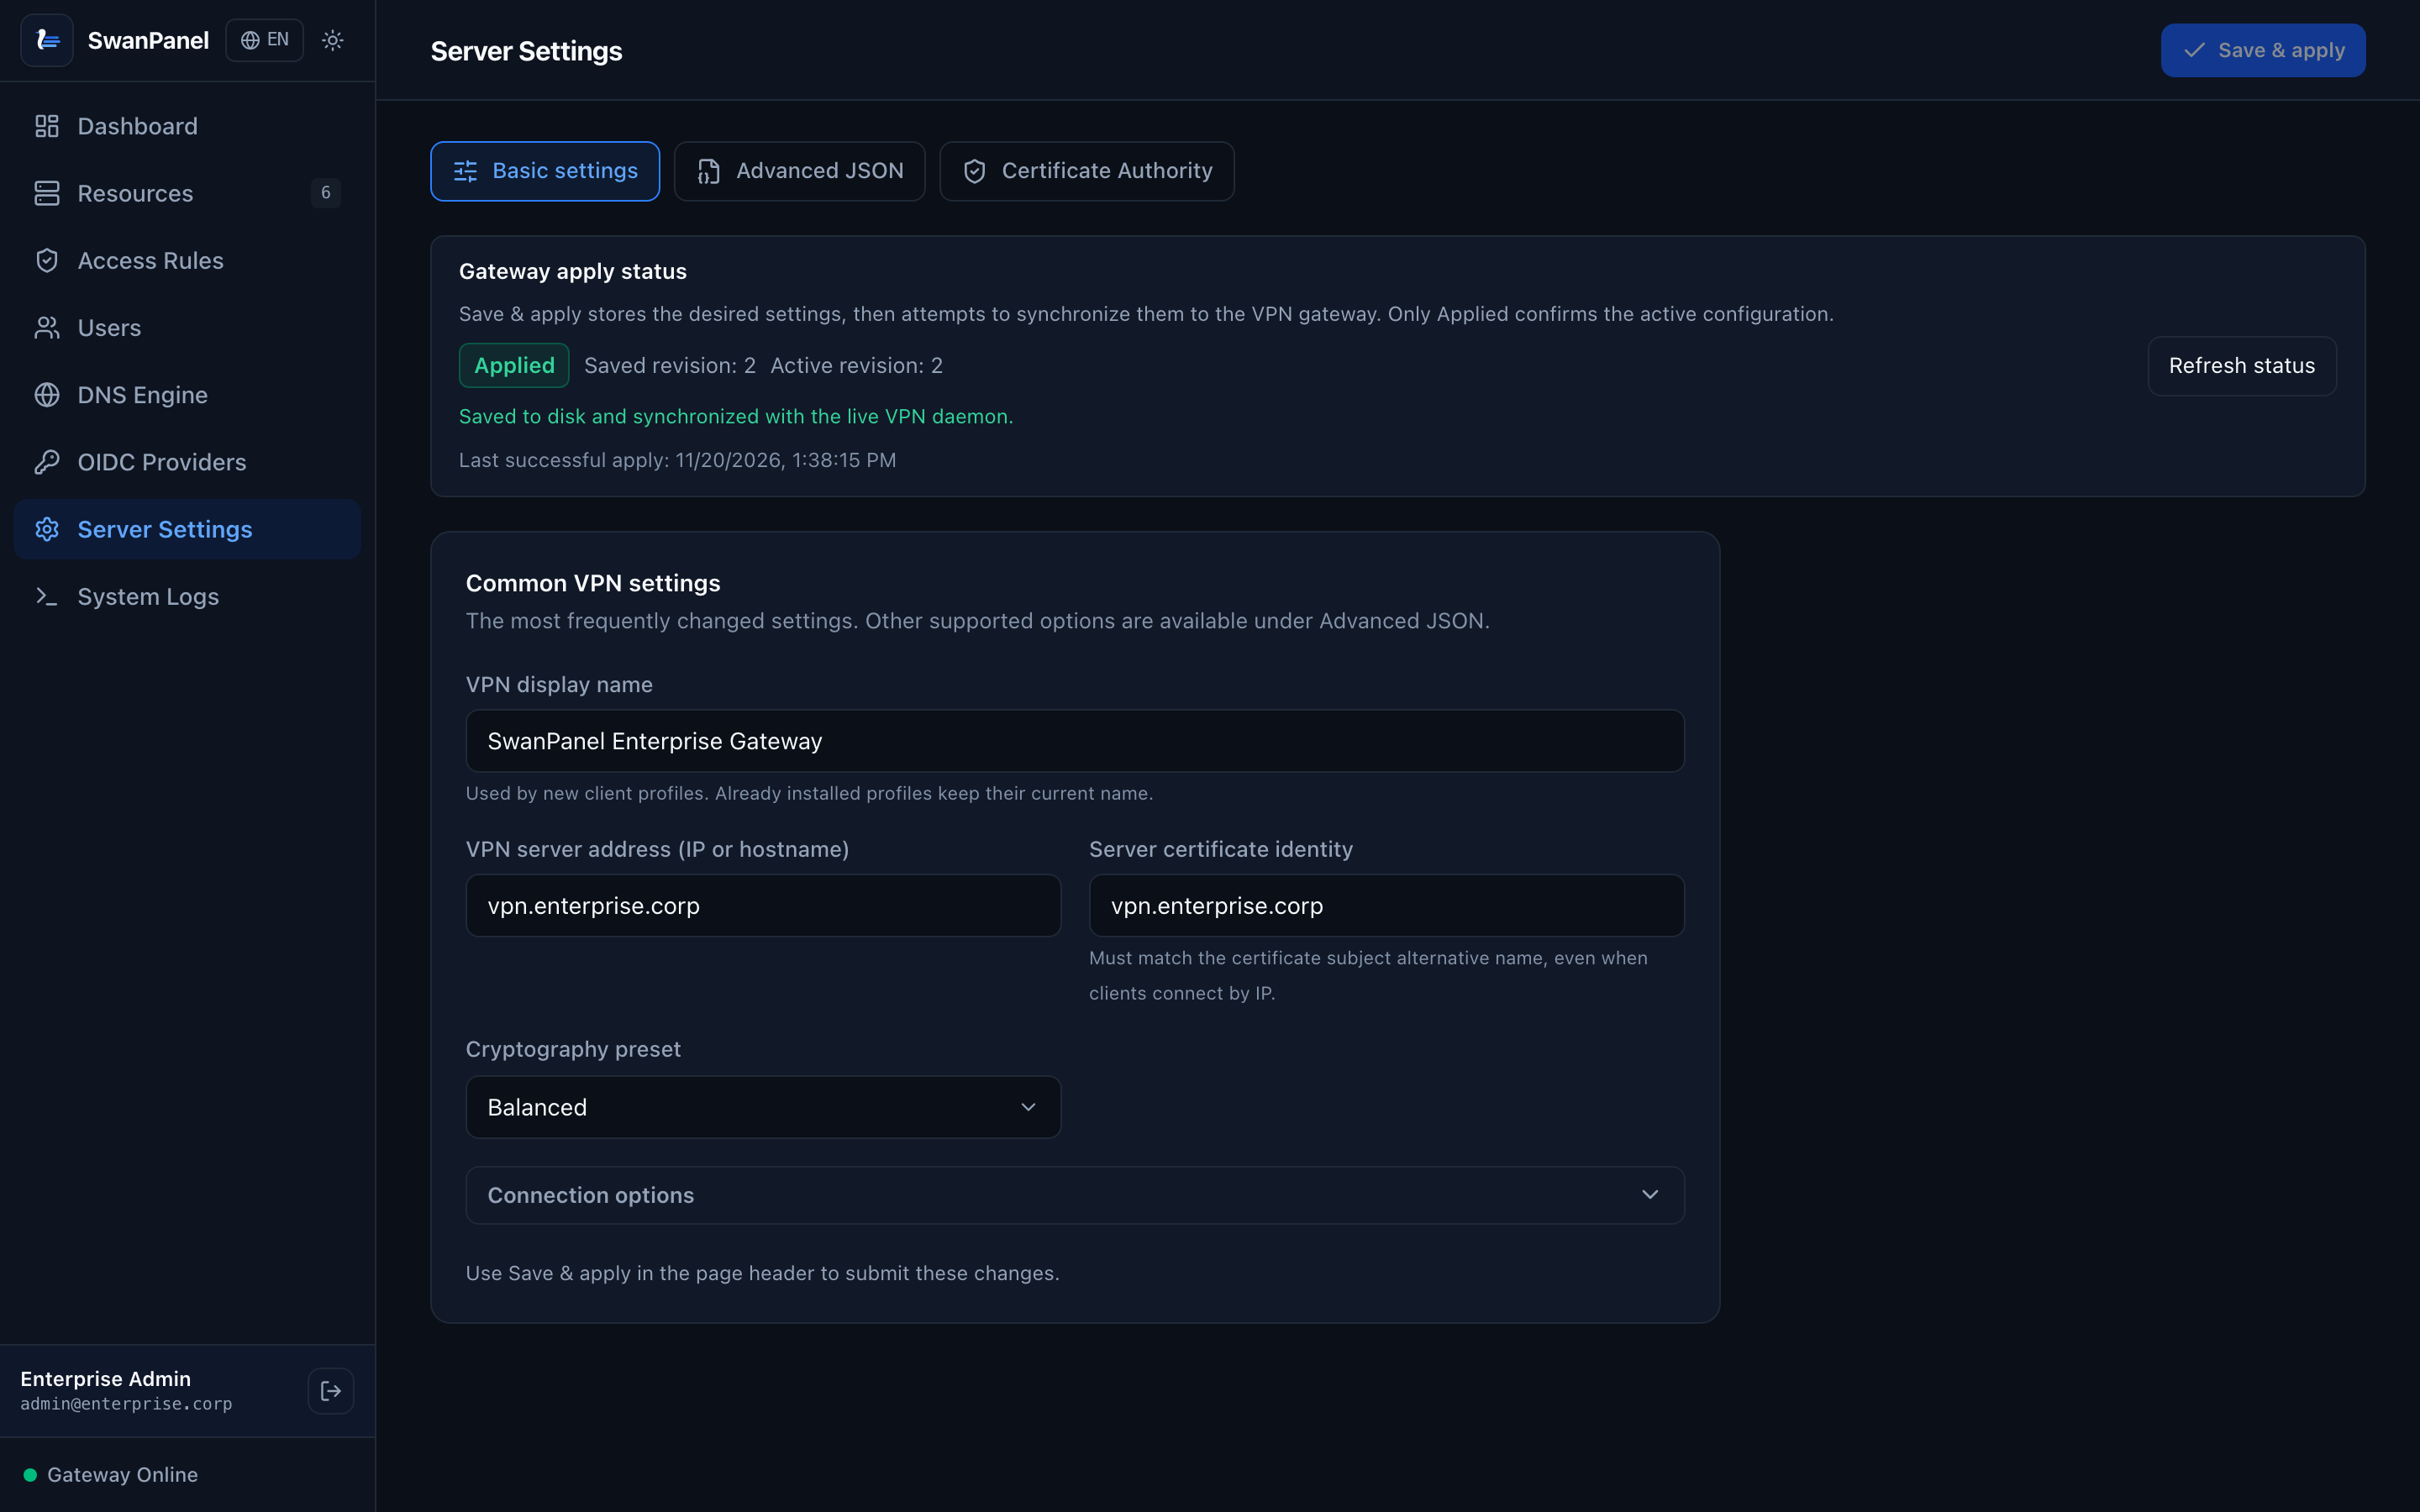 SwanPanel
EN
Dashboard
Resources
6
Access Rules
Users
DNS Engine
OIDC Providers
Server Settings
System Logs
Enterprise Admin
admin@enterprise.corp
Gateway Online
Server Settings
Save & apply
Basic settings
Advanced JSON
Certificate Authority
Gateway apply status
Save & apply stores the desired settings, then attempts to synchronize them to the VPN gateway. Only Applied confirms the active configuration.
Applied Saved revision: 2 Active revision: 2
Refresh status
Saved to disk and synchronized with the live VPN daemon.
Last successful apply: 11/20/2026, 1:38:15 PM
Common VPN settings
The most frequently changed settings. Other supported options are available under Advanced JSON.
VPN display name
SwanPanel Enterprise Gateway
Used by new client profiles. Already installed profiles keep their current name.
VPN server address (IP or hostname)
vpn.enterprise.corp
Server certificate identity
vpn.enterprise.corp
Must match the certificate subject alternative name, even when
clients connect by IP.
Cryptography preset
Balanced
Connection options
Use Save & apply in the page header to submit these changes.